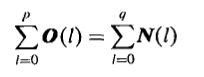 p q
∑ O(l) = ∑ N(l)
l=0 l=0